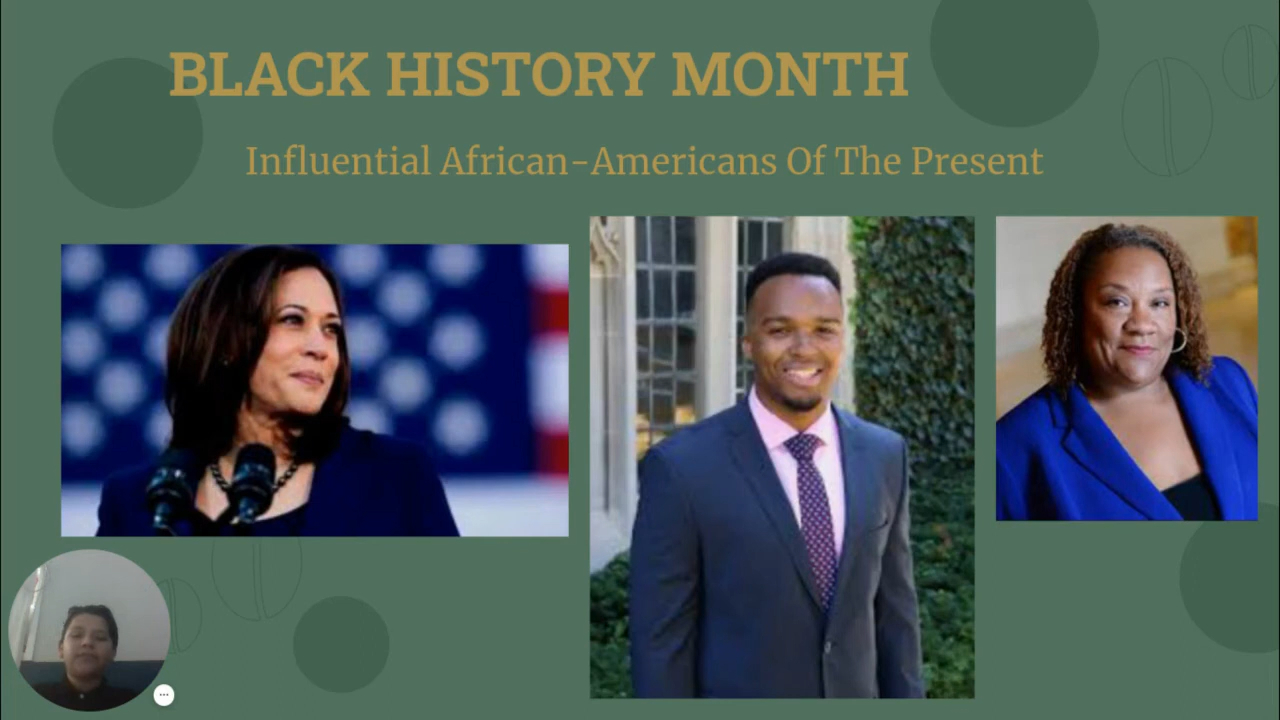 BLACK HISTORY MONTH
Influential African-Americans Of The Present